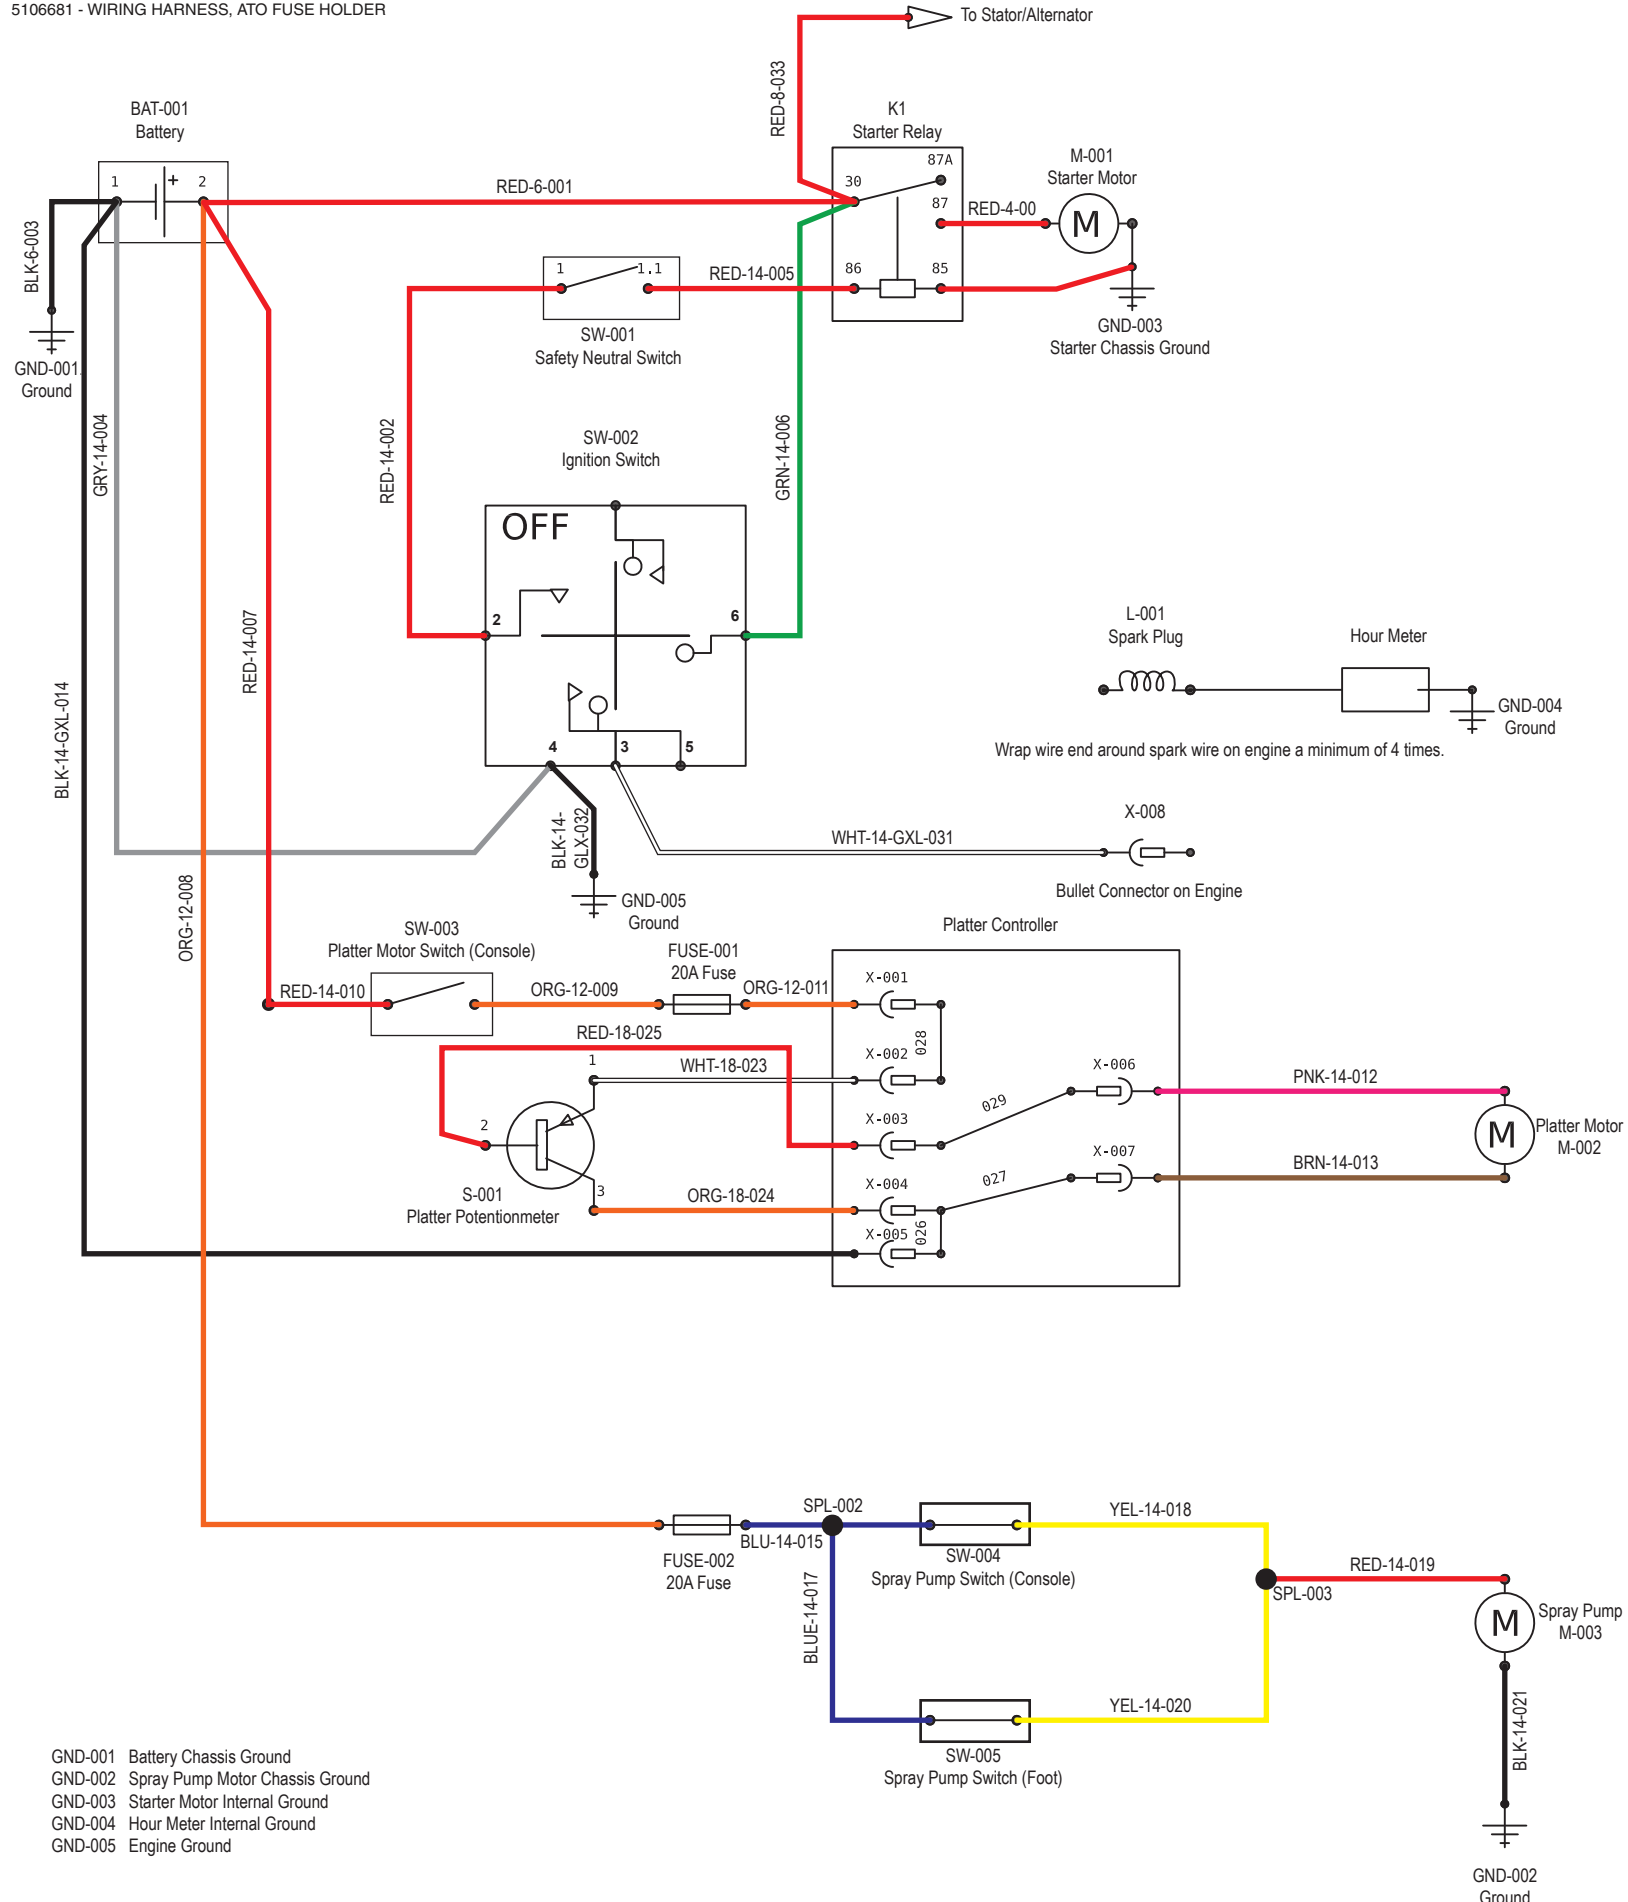 5106681 - WIRING HARNESS, ATO FUSE HOLDER
To Stator/Alternator
RED-8-033
BAT-001
Battery
1
+
2
RED-6-001
K1
Starter Relay
87A
30
87
86
85
RED-4-00
M-001
Starter Motor
M
GND-003
Starter Chassis Ground
BLK-6-003
GND-001
Ground
1
1.1
RED-14-005
SW-001
Safety Neutral Switch
GRY-14-004
RED-14-002
SW-002
Ignition Switch
GRN-14-006
OFF
2
6
4
3
5
RED-14-007
BLK-14-GXL-014
L-001
Spark Plug
Hour Meter
GND-004
Ground
Wrap wire end around spark wire on engine a minimum of 4 times.
BLK-14-
GLX-032
GND-005
Ground
WHT-14-GXL-031
X-008
Bullet Connector on Engine
ORG-12-008
SW-003
Platter Motor Switch (Console)
RED-14-010
ORG-12-009
FUSE-001
20A Fuse
ORG-12-011
Platter Controller
X-001
028
X-002
X-003
029
X-004
027
X-005
026
X-006
X-007
RED-18-025
1
WHT-18-023
2
3
S-001
Platter Potentionmeter
ORG-18-024
PNK-14-012
M
Platter Motor
M-002
BRN-14-013
FUSE-002
20A Fuse
BLU-14-015
SPL-002
BLUE-14-017
SW-004
Spray Pump Switch (Console)
YEL-14-018
SPL-003
RED-14-019
M
Spray Pump
M-003
SW-005
Spray Pump Switch (Foot)
YEL-14-020
BLK-14-021
GND-002
Ground
GND-001 Battery Chassis Ground
GND-002 Spray Pump Motor Chassis Ground
GND-003 Starter Motor Internal Ground
GND-004 Hour Meter Internal Ground
GND-005 Engine Ground